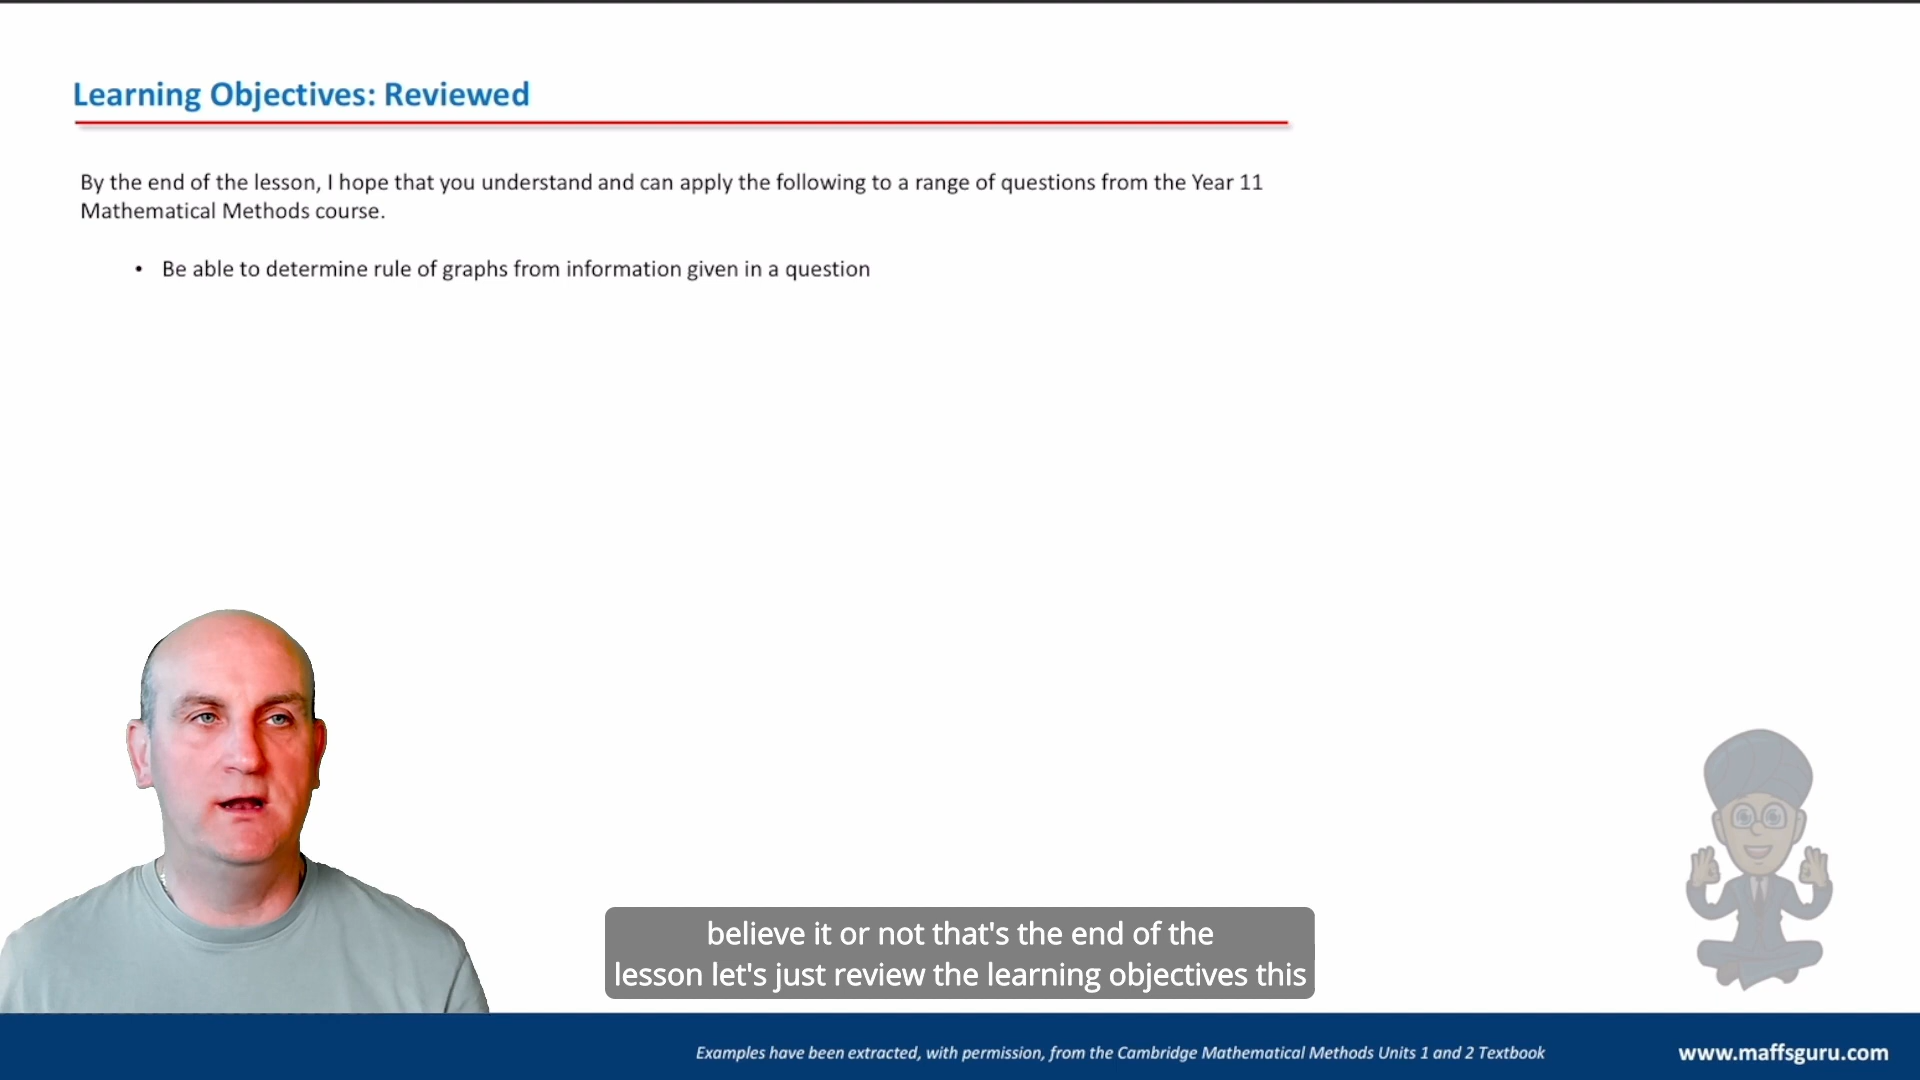 Learning Objectives: Reviewed
By the end of the lesson, I hope that you understand and can apply the following to a range of questions from the Year 11
Mathematical Methods course.
• Be able to determine rule of graphs from information given in a question
believe it or not that's the end of the
lesson let's just review the learning objectives this
Examples have been extracted, with permission, from the Cambridge Mathematical Methods Units 1 and 2 Textbook
www.maffsguru.com